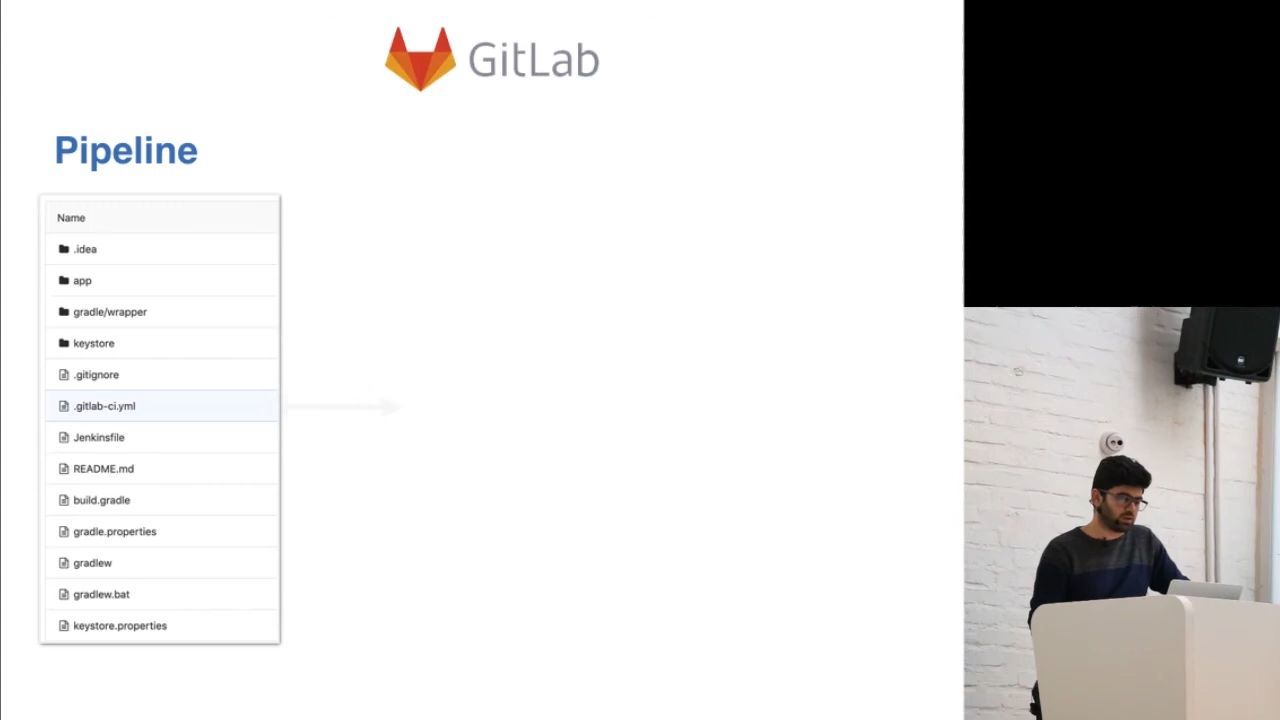 GitLab
Pipeline
Name
.idea
app
gradle/wrapper
keystore
.gitignore
.gitlab-ci.yml
Jenkinsfile
README.md
build.gradle
gradle.properties
gradlew
gradlew.bat
keystore.properties